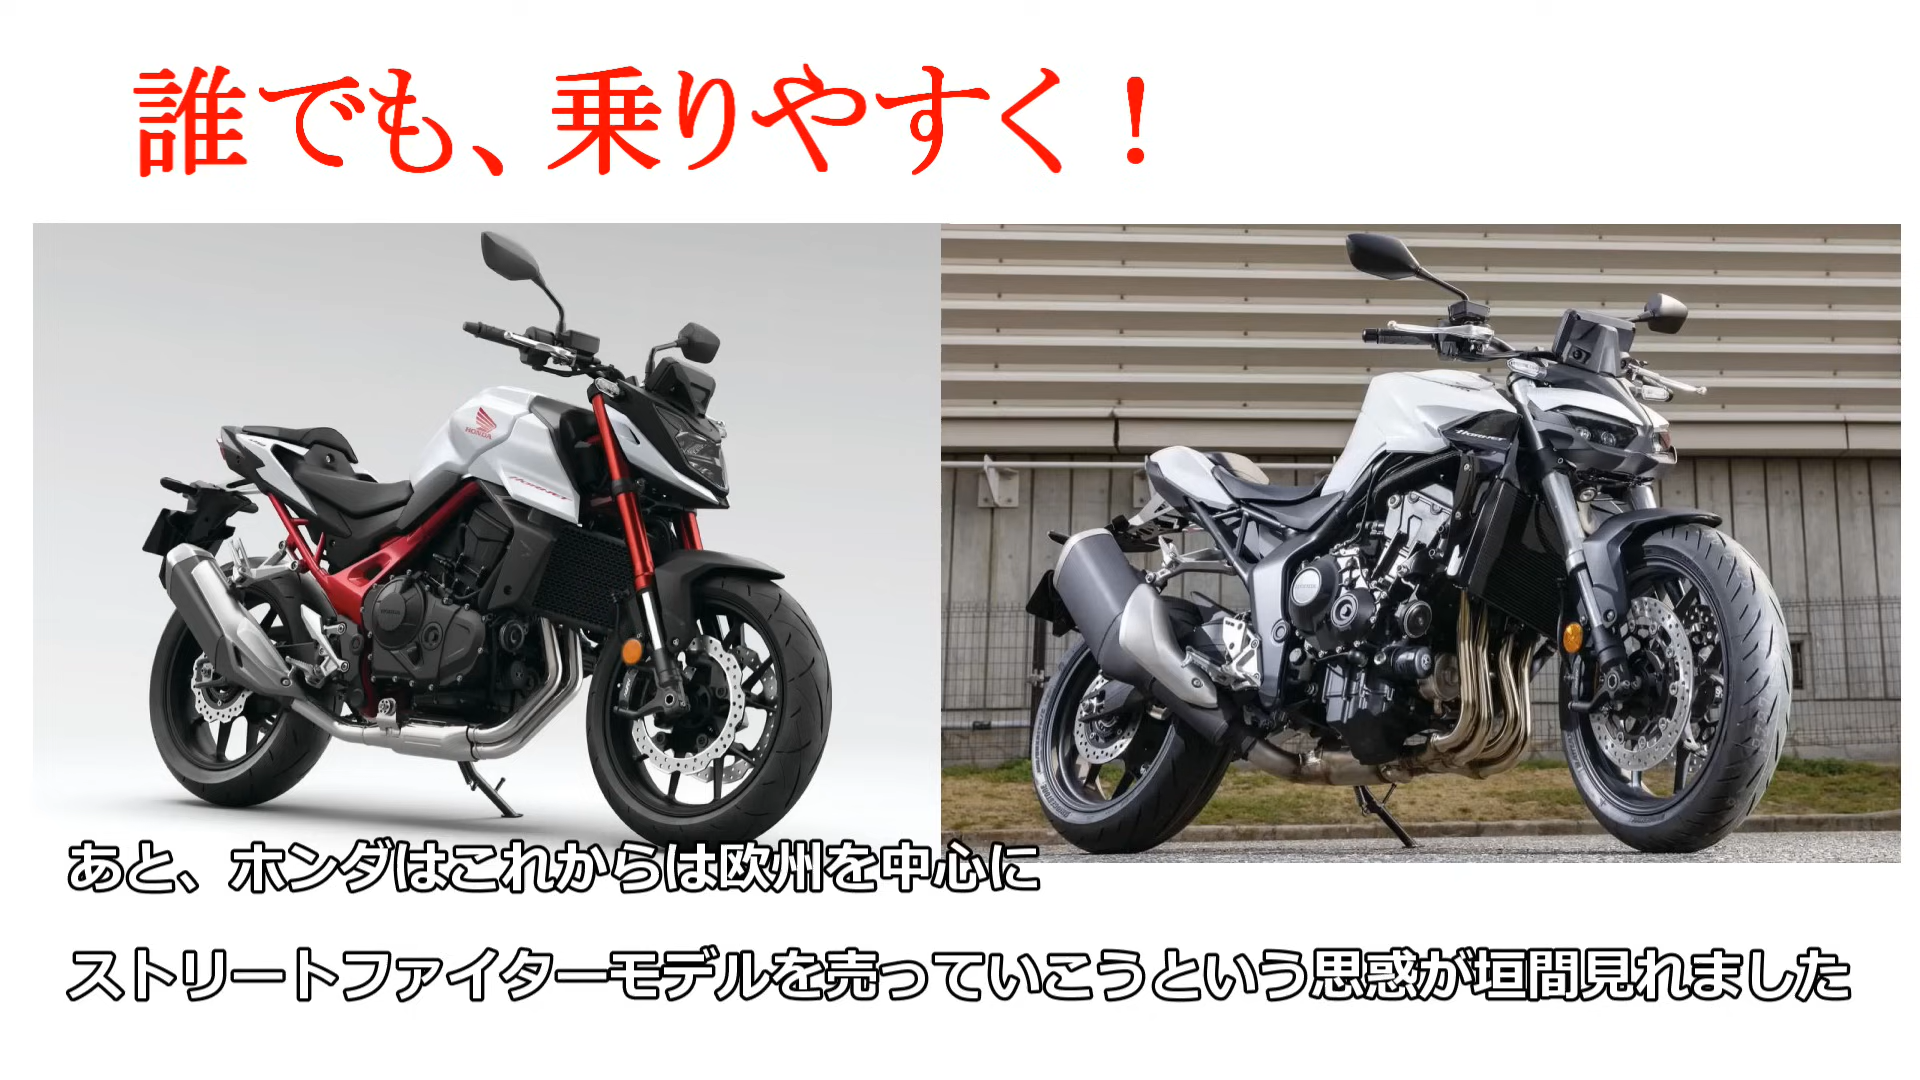 誰でも、乗りやすく！
HONDA
HORNET
Hornet
あと、ホンダはこれからは欧州を中心に
ストリートファイターモデルを売っていこうという思惑が垣間見れました